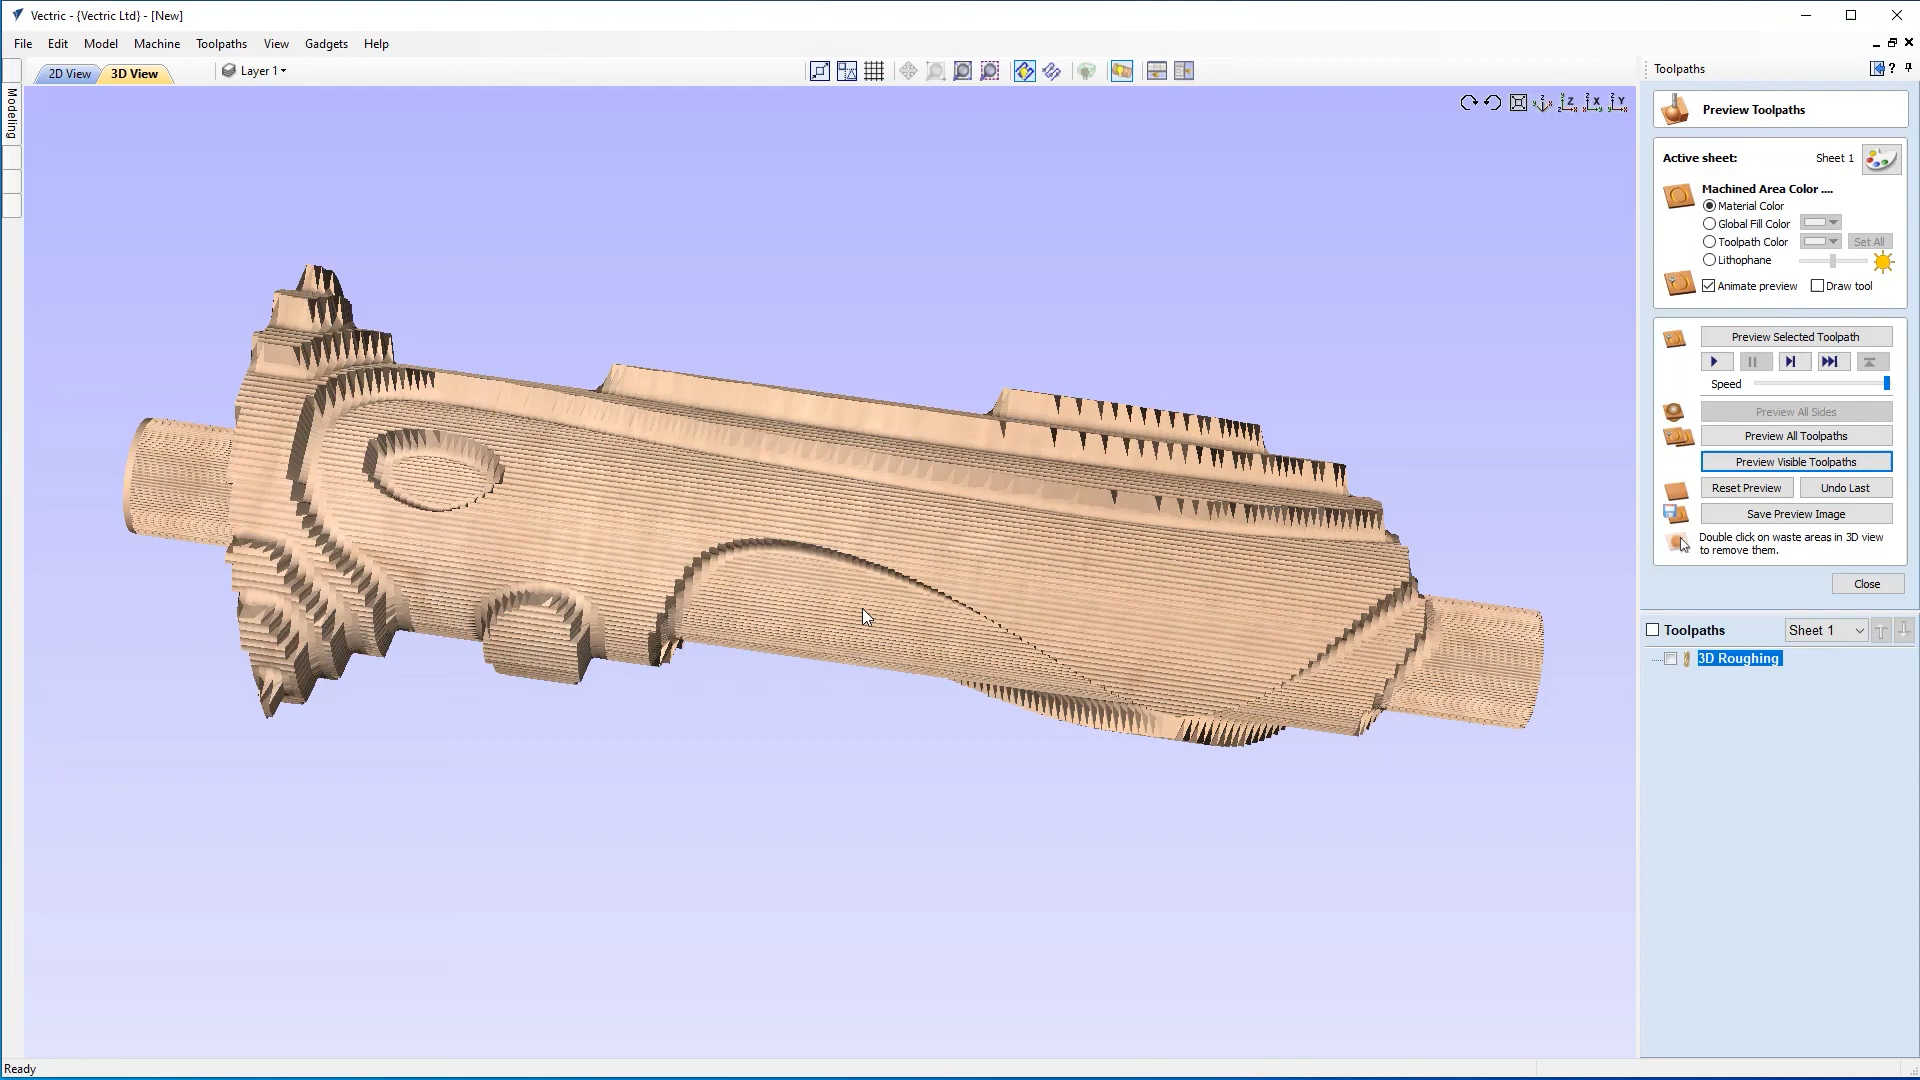 Vectric - {Vectric Ltd} - [New]
File Edit Model Machine Toolpaths View Gadgets Help
2D View 3D View Layer 1
Modeling
Toolpaths
Preview Toolpaths
Active sheet: Sheet 1
Machined Area Color ....
Material Color
Global Fill Color
Toolpath Color Set All
Lithophane
Animate preview Draw tool
Preview Selected Toolpath
Speed
Preview All Sides
Preview All Toolpaths
Preview Visible Toolpaths
Reset Preview Undo Last
Save Preview Image
Double click on waste areas in 3D view
to remove them.
Close
Toolpaths Sheet 1
3D Roughing
Ready